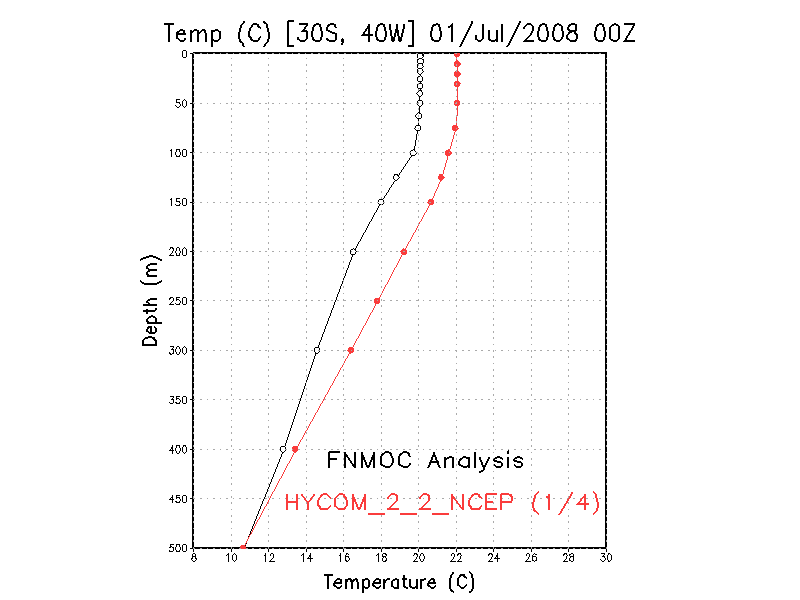 Temp (C) [30S, 40W] 01/Jul/2008 00Z
0
50
100
150
200
250
300
350
400
450
500
Depth (m)
FNMOC Analysis
HYCOM_2_2_NCEP (1/4)
8 10 12 14 16 18 20 22 24 26 28 30
Temperature (C)